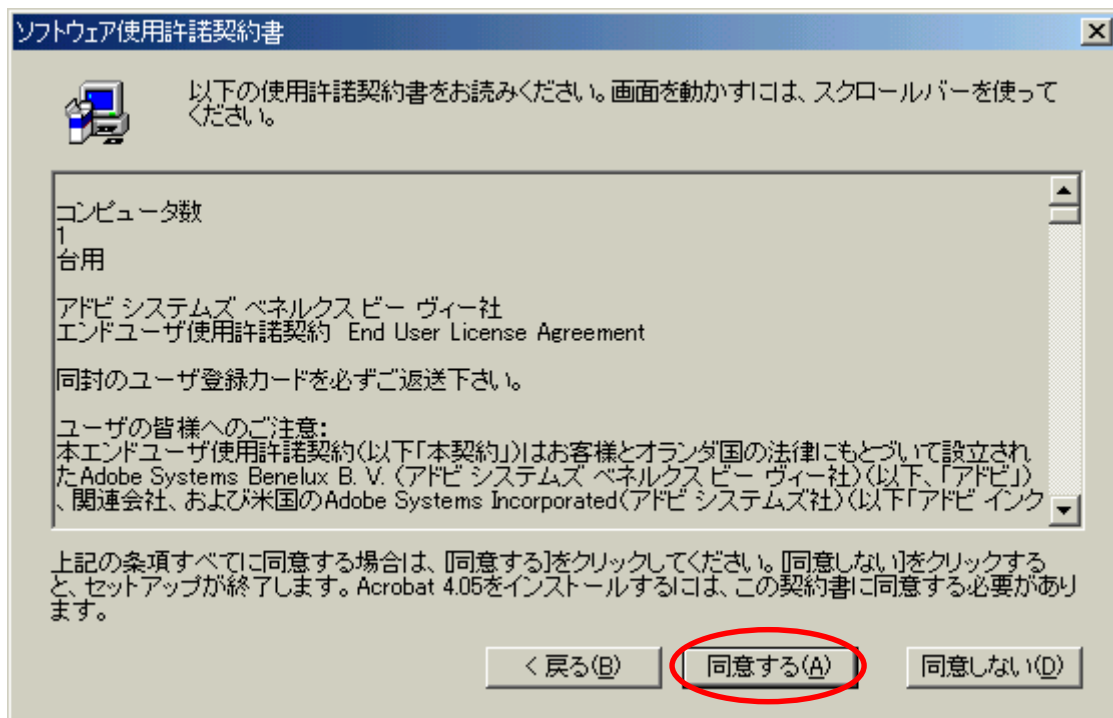 ソフトウェア使用許諾契約書
以下の使用許諾契約書をお読みください。画面を動かすには、スクロールバーを使って
ください。
コンピュータ数
1
台用
アドビ システムズ ベネルクス ビー ヴィー社
エンドユーザ使用許諾契約 End User License Agreement
同封のユーザ登録カードを必ずご返送下さい。
ユーザの皆様へのご注意:
本エンドユーザ使用許諾契約(以下「本契約」)はお客様とオランダ国の法律にもとづいて設立され
たAdobe Systems Benelux B. V. (アドビ システムズ ベネルクス ビー ヴィー社)(以下、「アドビ」)
、関連会社、および米国のAdobe Systems Incorporated(アドビ システムズ社)(以下「アドビ インク
上記の条項すべてに同意する場合は、[同意する]をクリックしてください。[同意しない]をクリックする
と、セットアップが終了します。Acrobat 4.05をインストールするには、この契約書に同意する必要があり
ます。
< 戻る(B)
同意する(A)
同意しない(D)